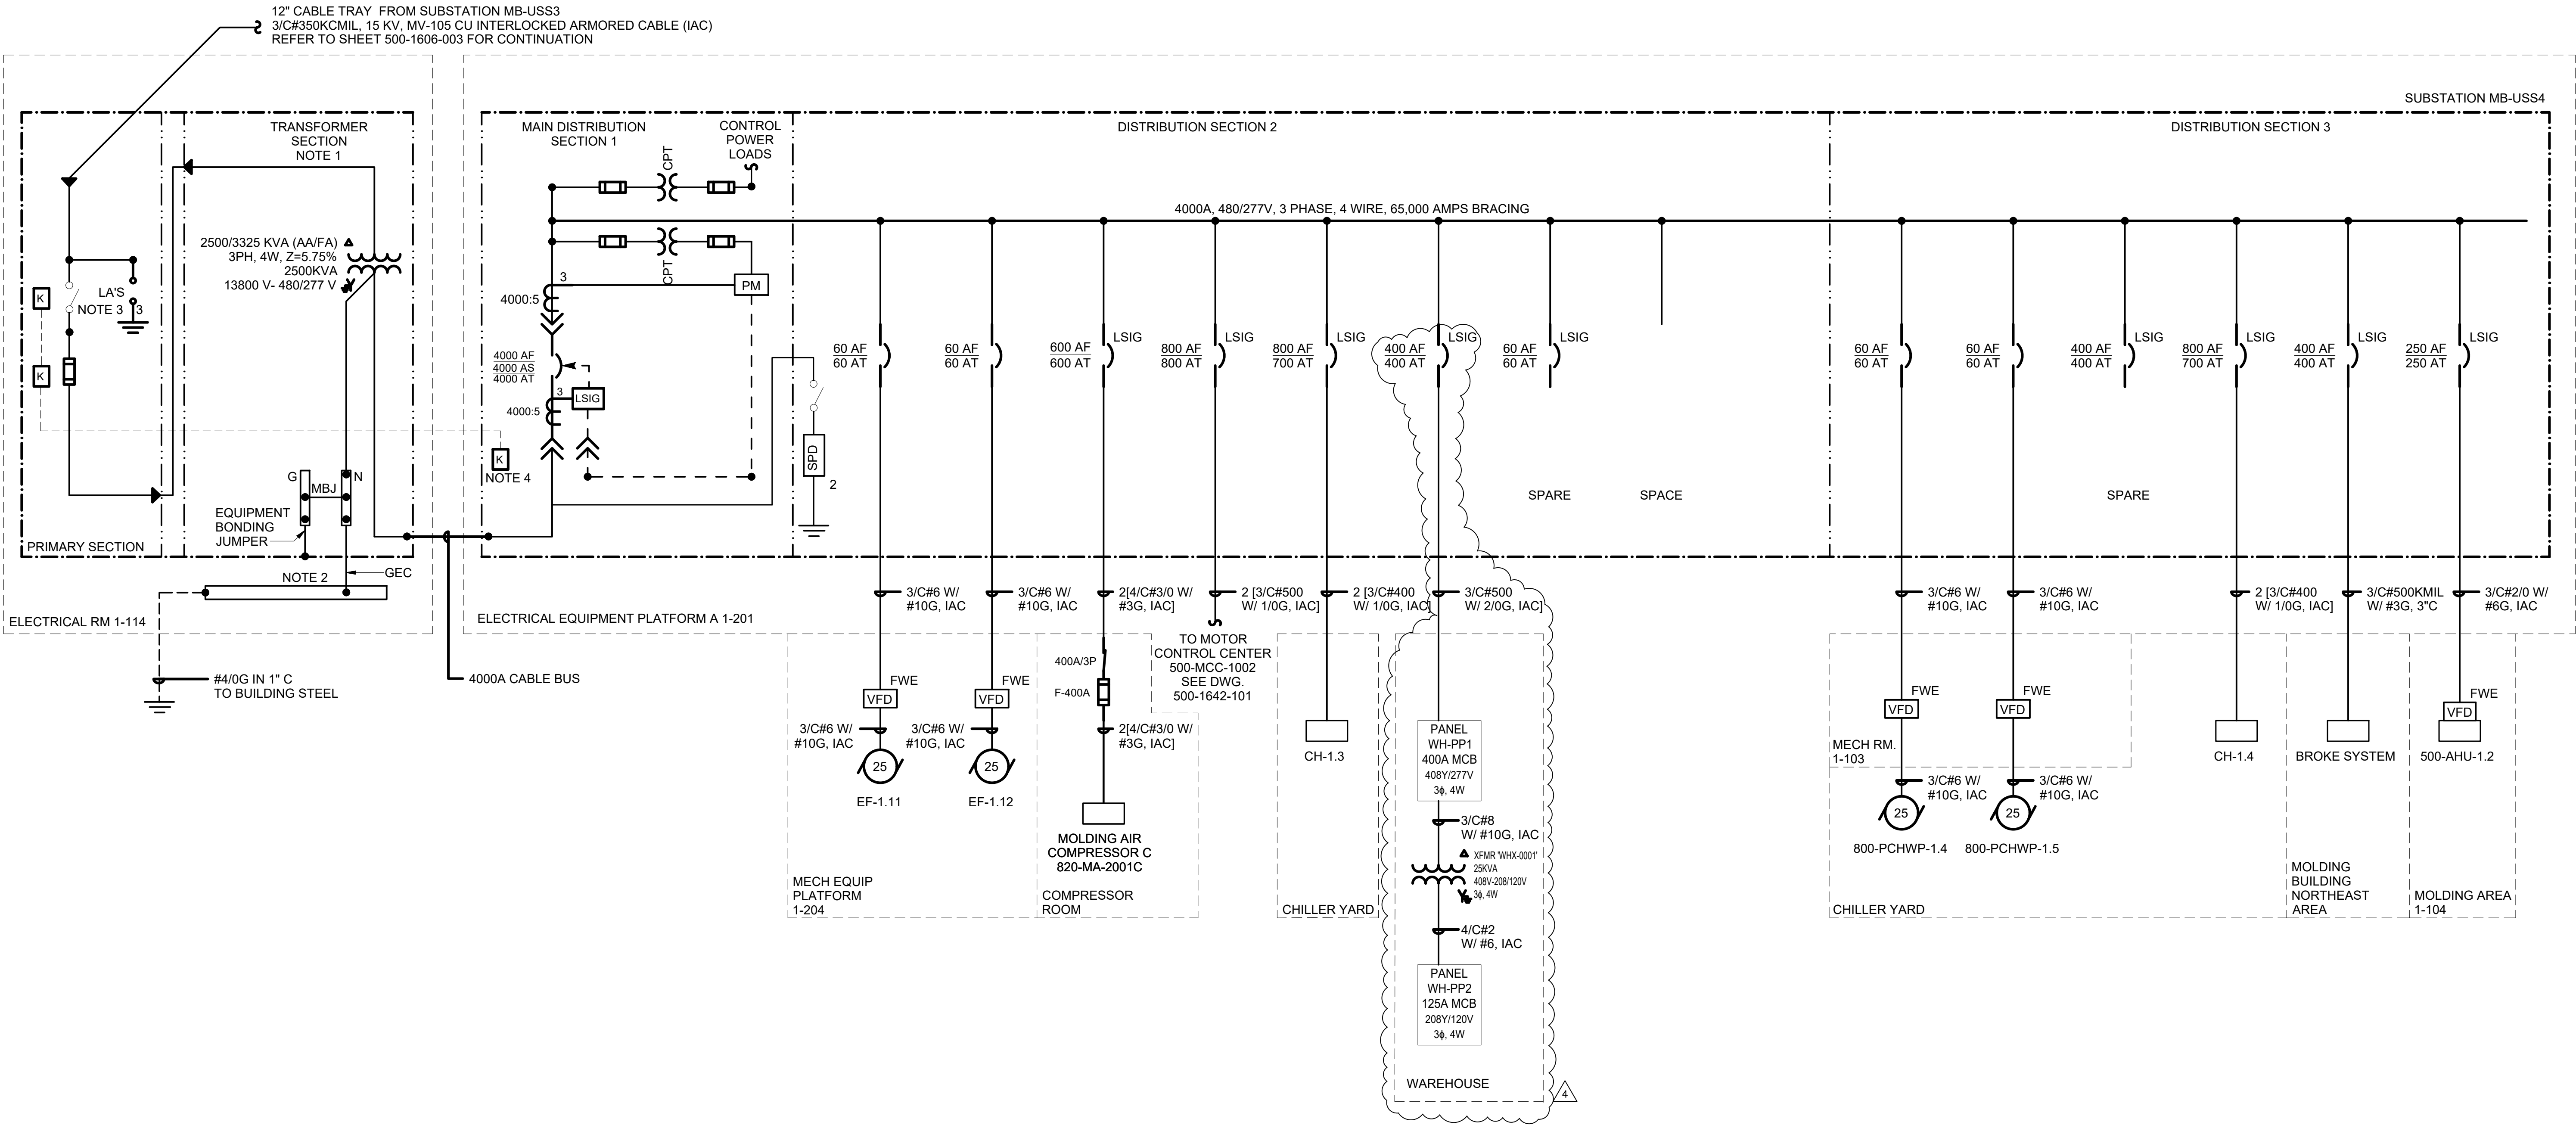 12" CABLE TRAY FROM SUBSTATION MB-USS3
3/C#350KCMIL, 15 KV, MV-105 CU INTERLOCKED ARMORED CABLE (IAC)
REFER TO SHEET 500-1606-003 FOR CONTINUATION
SUBSTATION MB-USS4
TRANSFORMER
SECTION
NOTE 1
2500/3325 KVA (AA/FA)
3PH, 4W, Z=5.75%
2500KVA
13800 V- 480/277 V
K
K
LA'S
NOTE 3
3
G
MBJ
N
EQUIPMENT
BONDING
JUMPER
PRIMARY SECTION
NOTE 2
GEC
ELECTRICAL RM 1-114
#4/0G IN 1" C
TO BUILDING STEEL
4000A CABLE BUS
MAIN DISTRIBUTION
SECTION 1
CONTROL
POWER
LOADS
CPT
CPT
3
4000:5
PM
4000 AF
4000 AS
4000 AT
3
LSIG
4000:5
K
NOTE 4
SPD
2
ELECTRICAL EQUIPMENT PLATFORM A 1-201
DISTRIBUTION SECTION 2
DISTRIBUTION SECTION 3
4000A, 480/277V, 3 PHASE, 4 WIRE, 65,000 AMPS BRACING
60 AF
60 AT
60 AF
60 AT
LSIG
600 AF
600 AT
LSIG
800 AF
800 AT
LSIG
800 AF
700 AT
LSIG
400 AF
400 AT
LSIG
60 AF
60 AT
SPARE
SPACE
60 AF
60 AT
60 AF
60 AT
LSIG
400 AF
400 AT
SPARE
LSIG
800 AF
700 AT
LSIG
400 AF
400 AT
LSIG
250 AF
250 AT
3/C#6 W/
#10G, IAC
3/C#6 W/
#10G, IAC
2[4/C#3/0 W/
#3G, IAC]
2 [3/C#500
W/ 1/0G, IAC]
2 [3/C#400
W/ 1/0G, IAC]
3/C#500
W/ 2/0G, IAC]
3/C#6 W/
#10G, IAC
3/C#6 W/
#10G, IAC
2 [3/C#400
W/ 1/0G, IAC]
3/C#500KMIL
W/ #3G, 3"C
3/C#2/0 W/
#6G, IAC
FWE
VFD
3/C#6 W/
#10G, IAC
25
EF-1.11
FWE
VFD
3/C#6 W/
#10G, IAC
25
EF-1.12
MECH EQUIP
PLATFORM
1-204
400A/3P
F-400A
2[4/C#3/0 W/
#3G, IAC]
MOLDING AIR
COMPRESSOR C
820-MA-2001C
COMPRESSOR
ROOM
TO MOTOR
CONTROL CENTER
500-MCC-1002
SEE DWG.
500-1642-101
CH-1.3
CHILLER YARD
PANEL
WH-PP1
400A MCB
408Y/277V
3ϕ, 4W
3/C#8
W/ #10G, IAC
XFMR 'WHX-0001'
25KVA
408V-208/120V
3ϕ, 4W
4/C#2
W/ #6, IAC
PANEL
WH-PP2
125A MCB
208Y/120V
3ϕ, 4W
WAREHOUSE
4
FWE
VFD
MECH RM.
1-103
3/C#6 W/
#10G, IAC
25
800-PCHWP-1.4
FWE
VFD
3/C#6 W/
#10G, IAC
25
800-PCHWP-1.5
CHILLER YARD
CH-1.4
BROKE SYSTEM
MOLDING
BUILDING
NORTHEAST
AREA
FWE
VFD
500-AHU-1.2
MOLDING AREA
1-104